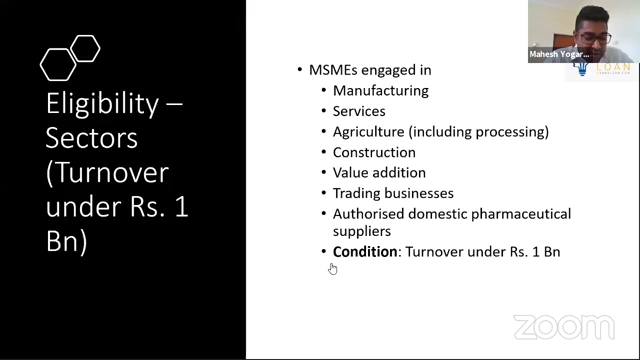 Eligibility –
Sectors
(Turnover
under Rs. 1
Bn)
• MSMEs engaged in
• Manufacturing
• Services
• Agriculture (including processing)
• Construction
• Value addition
• Trading businesses
• Authorised domestic pharmaceutical
suppliers
• Condition: Turnover under Rs. 1 Bn
Mahesh Yogar...
LOAN
zoom